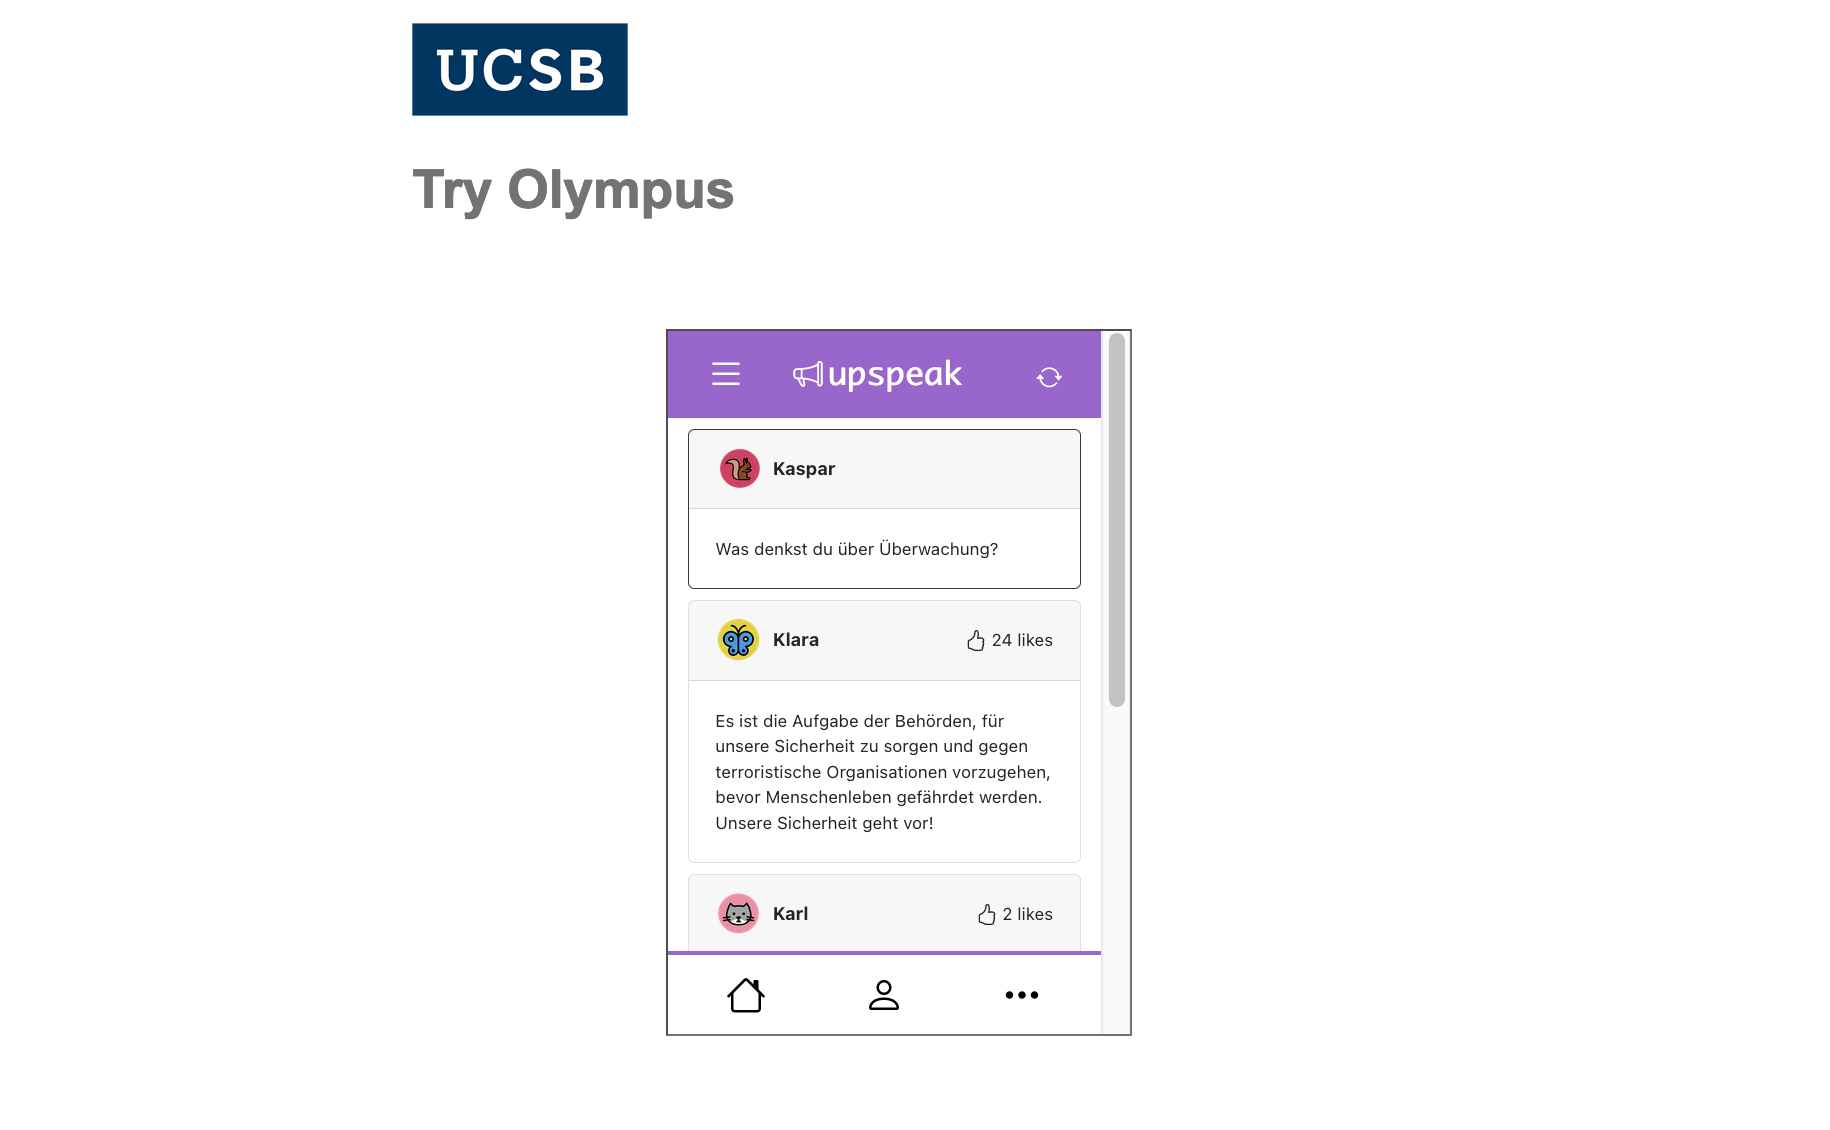 UCSB
Try Olympus
upspeak
Kaspar
Was denkst du über Überwachung?
Klara
24 likes
Es ist die Aufgabe der Behörden, für
unsere Sicherheit zu sorgen und gegen
terroristische Organisationen vorzugehen,
bevor Menschenleben gefährdet werden.
Unsere Sicherheit geht vor!
Karl
2 likes